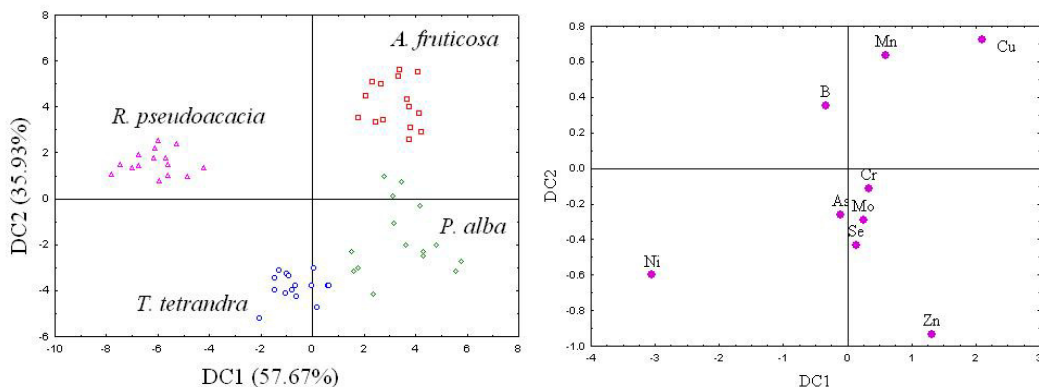 8
6
4
2
0
-2
-4
-6
-10 -8 -6 -4 -2 0 2 4 6 8
DC2 (35.93%)
DC1 (57.67%)
A. fruticosa
R. pseudoacacia
P. alba
T. tetrandra
0.8
0.6
0.4
0.2
0.0
-0.2
-0.4
-0.6
-0.8
-1.0
-4 -3 -2 -1 0 1 2 3
DC2
DC1
Mn
Cu
B
Cr
As
Mo
Se
Ni
Zn